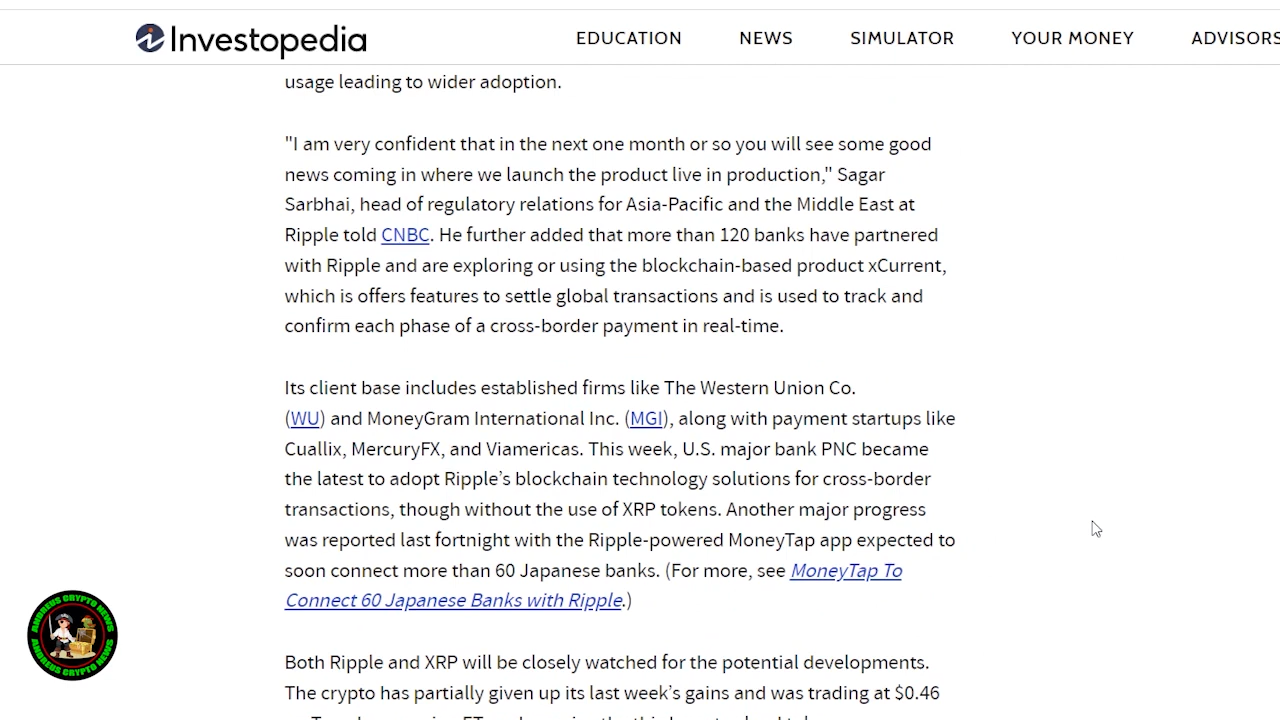 Investopedia
EDUCATION NEWS SIMULATOR YOUR MONEY ADVISORS
usage leading to wider adoption.
"I am very confident that in the next one month or so you will see some good
news coming in where we launch the product live in production," Sagar
Sarbhai, head of regulatory relations for Asia-Pacific and the Middle East at
Ripple told CNBC. He further added that more than 120 banks have partnered
with Ripple and are exploring or using the blockchain-based product xCurrent,
which is offers features to settle global transactions and is used to track and
confirm each phase of a cross-border payment in real-time.
Its client base includes established firms like The Western Union Co.
(WU) and MoneyGram International Inc. (MGI), along with payment startups like
Cuallix, MercuryFX, and Viamericas. This week, U.S. major bank PNC became
the latest to adopt Ripple’s blockchain technology solutions for cross-border
transactions, though without the use of XRP tokens. Another major progress
was reported last fortnight with the Ripple-powered MoneyTap app expected to
soon connect more than 60 Japanese banks. (For more, see MoneyTap To
Connect 60 Japanese Banks with Ripple.)
ANDREUS CRYPTO NEWS
ANDREUS CRYPTO NEWS
Both Ripple and XRP will be closely watched for the potential developments.
The crypto has partially given up its last week’s gains and was trading at $0.46